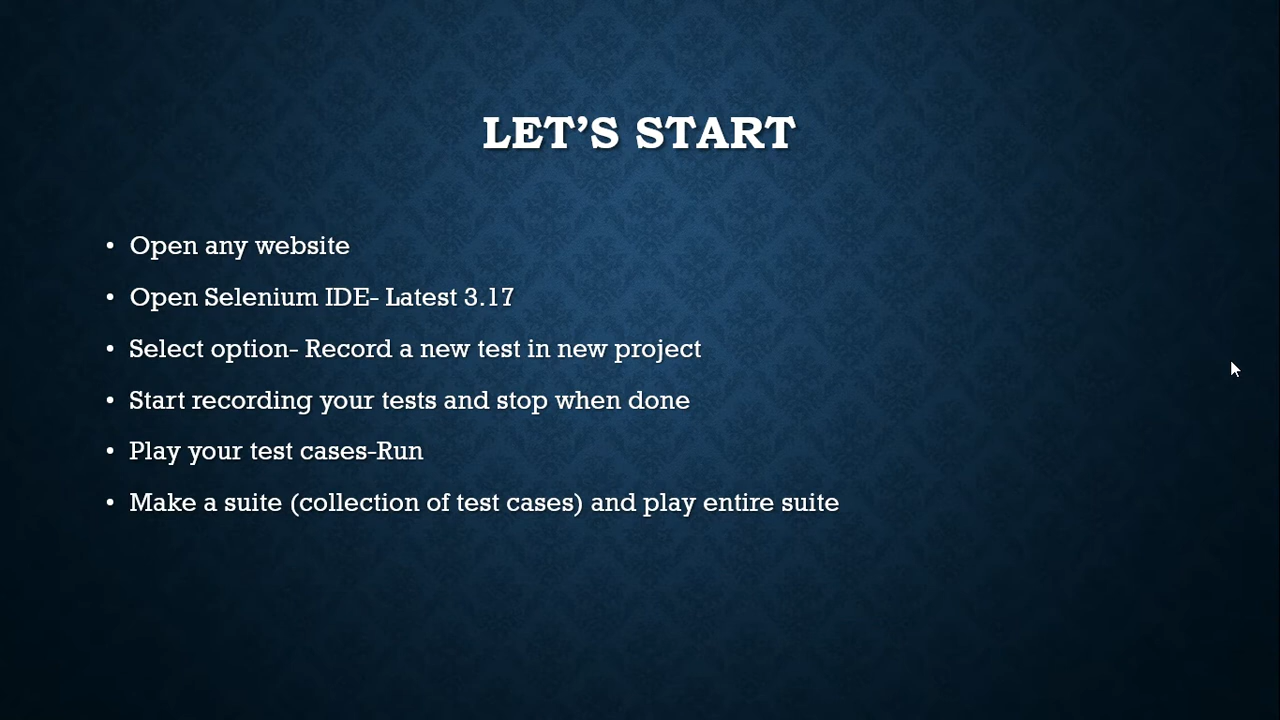 LET’S START
• Open any website
• Open Selenium IDE- Latest 3.17
• Select option- Record a new test in new project
• Start recording your tests and stop when done
• Play your test cases-Run
• Make a suite (collection of test cases) and play entire suite